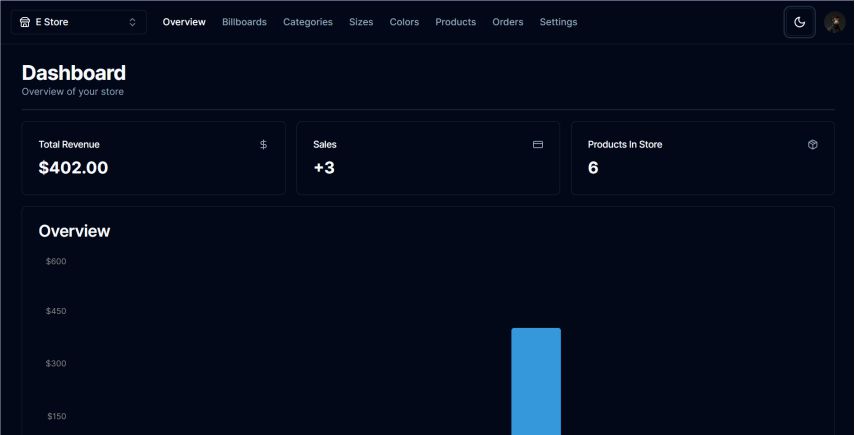 E Store Overview Billboards Categories Sizes Colors Products Orders Settings
Dashboard
Overview of your store
Total Revenue $
$402.00
Sales
+3
Products In Store
6
Overview
$600
$450
$300
$150